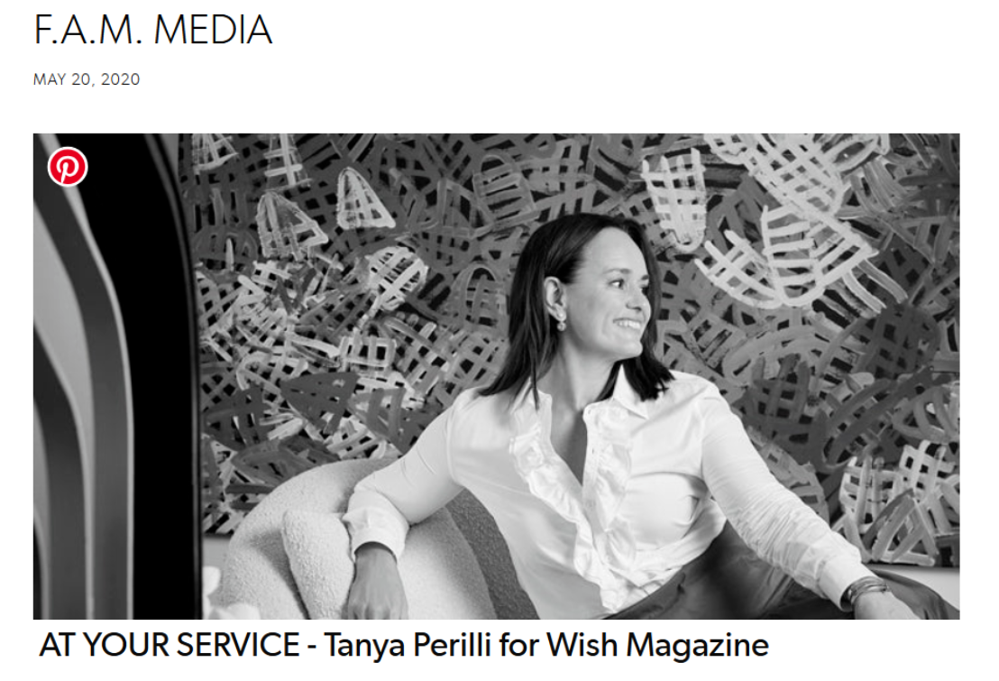 F.A.M. MEDIA
MAY 20, 2020
AT YOUR SERVICE - Tanya Perilli for Wish Magazine